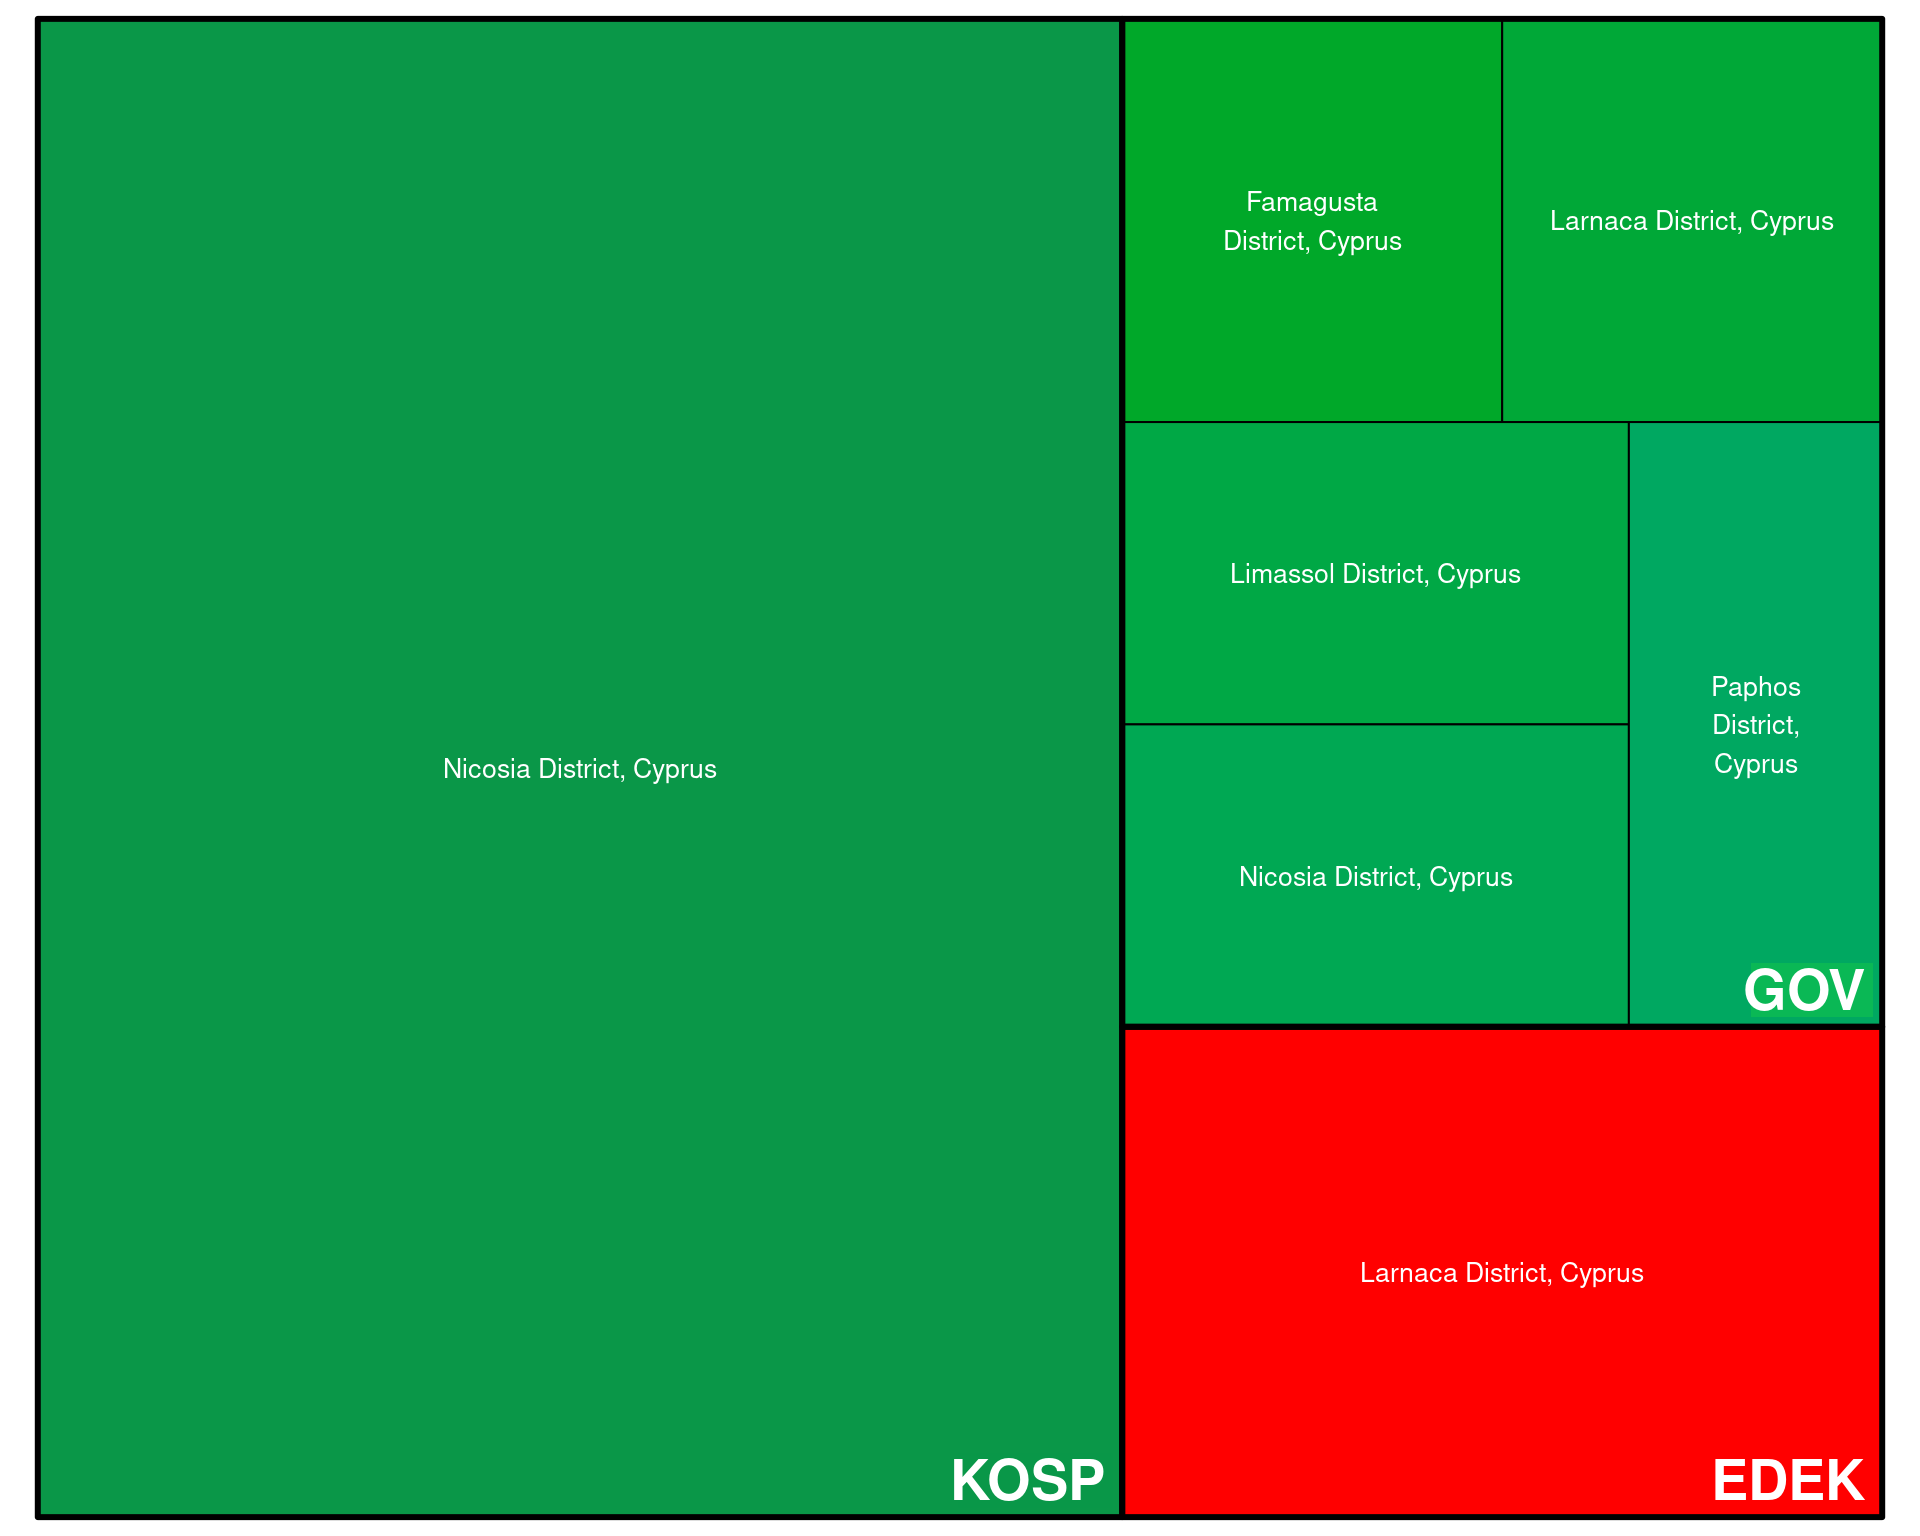 Nicosia District, Cyprus
KOSP
Famagusta
District, Cyprus
Larnaca District, Cyprus
Limassol District, Cyprus
Paphos
District,
Cyprus
Nicosia District, Cyprus
GOV
Larnaca District, Cyprus
EDEK